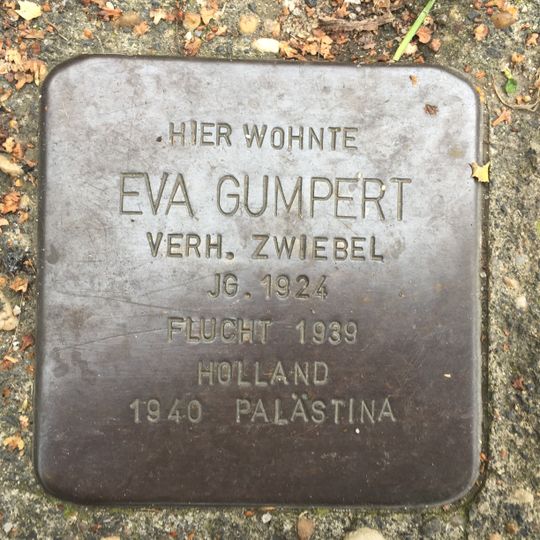 HIER WOHNTE
EVA GUMPERT
VERH. ZWIEBEL
JG. 1924
FLUCHT 1939
HOLLAND
1940 PALÄSTINA